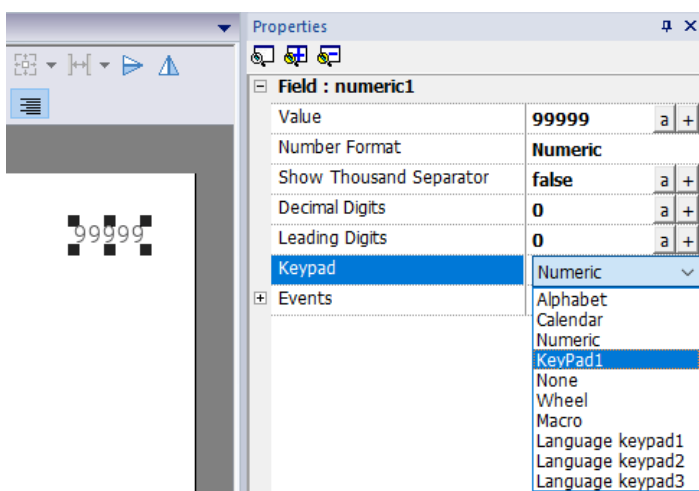 Properties
Field : numeric1
Value 99999 a +
Number Format Numeric
Show Thousand Separator false a +
Decimal Digits 0 a +
Leading Digits 0 a +
Keypad Numeric
Events
Alphabet
Calendar
Numeric
KeyPad1
None
Wheel
Macro
Language keypad1
Language keypad2
Language keypad3
99999